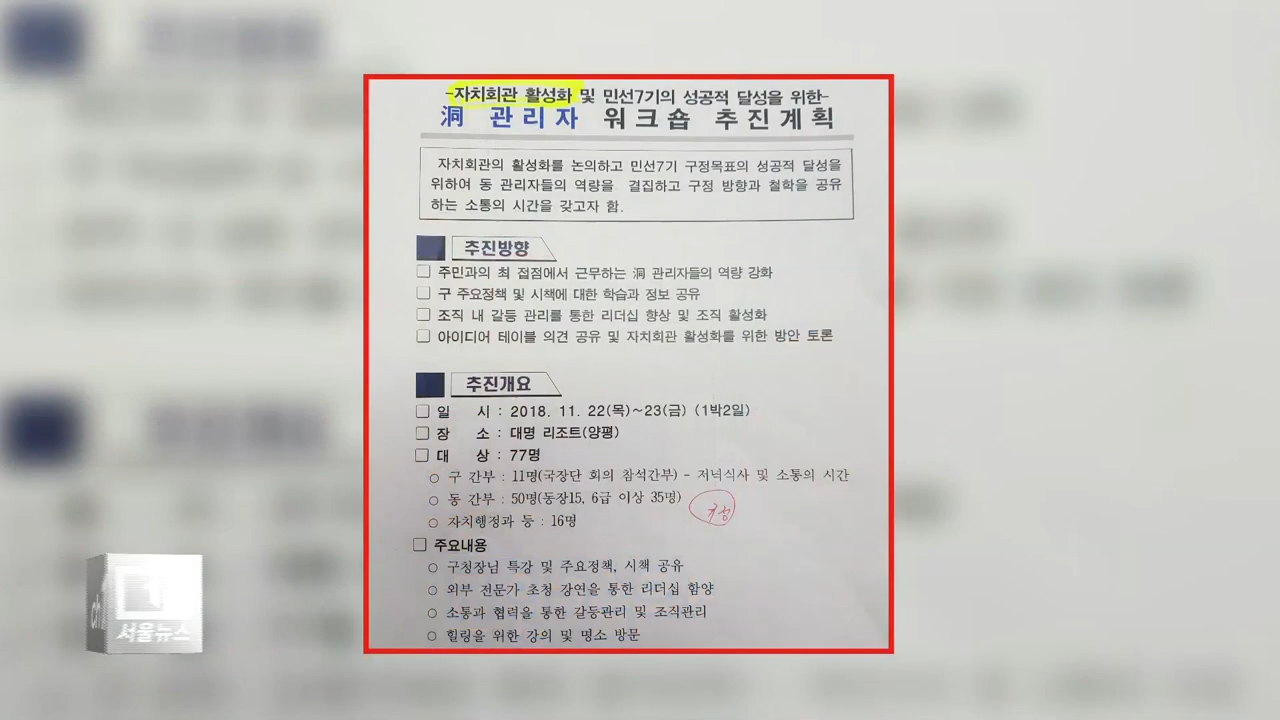 -자치회관 활성화 및 민선7기의 성공적 달성을 위한-
洞 관리자 워크숍 추진계획
자치회관의 활성화를 논의하고 민선7기 구정목표의 성공적 달성을
위하여 동 관리자들의 역량을 결집하고 구정 방향과 철학을 공유
하는 소통의 시간을 갖고자 함.
추진방향
□ 주민과의 최 접점에서 근무하는 洞 관리자들의 역량 강화
□ 구 주요정책 및 시책에 대한 학습과 정보 공유
□ 조직 내 갈등 관리를 통한 리더십 향상 및 조직 활성화
□ 아이디어 테이블 의견 공유 및 자치회관 활성화를 위한 방안 토론
추진개요
□ 일 시 : 2018. 11. 22(목)~23(금) (1박2일)
□ 장 소 : 대명 리조트(양평)
□ 대 상 : 77명
○ 구 간부 : 11명(국장단 회의 참석간부) - 저녁식사 및 소통의 시간
○ 동 간부 : 50명(동장15, 6급 이상 35명)
○ 자치행정과 등 : 16명
□ 주요내용
○ 구청장님 특강 및 주요정책, 시책 공유
○ 외부 전문가 초청 강연을 통한 리더십 함양
○ 소통과 협력을 통한 갈등관리 및 조직관리
○ 힐링을 위한 강의 및 명소 방문
서울뉴스